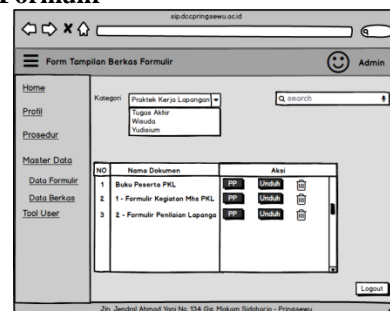 Formulir
sip.dccpringsewu.ac.id
Form Tampilan Berkas Formulir
Admin
Home
Profil
Prosedur
Master Data
Data Formulir
Data Berkas
Tool User
Kategori
Praktek Kerja Lapangan
Tugas Akhir
Wisuda
Yudisium
search
NO Nama Dokumen Aksi
1 Buku Peserta PKL PP Unduh
2 1 - Formulir Kegiatan Mhs PKL PP Unduh
3 2 - Formulir Penilaian Lapanga PP Unduh
Logout
Jln. Jendral Ahmad Yani No. 134 Gg. Makam Sidoharjo - Pringsewu